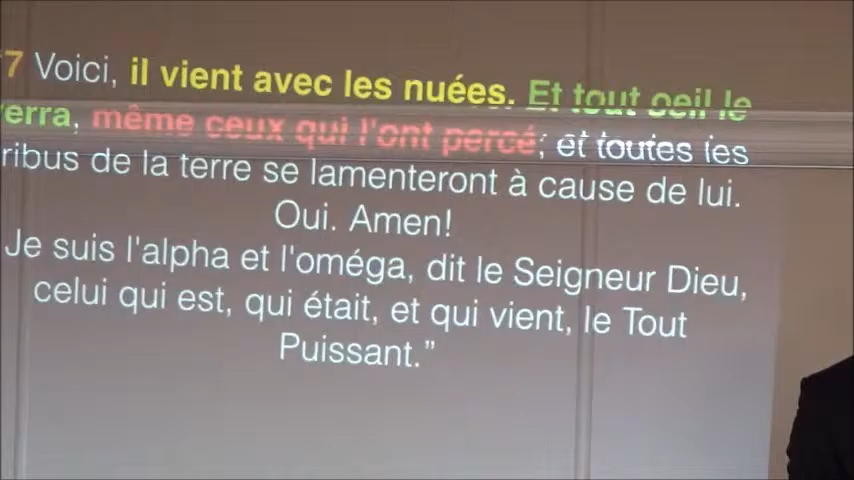 7 Voici, il vient avec les nuées. Et tout oeil le
verra, même ceux qui l'ont percé; et toutes les
tribus de la terre se lamenteront à cause de lui.
Oui. Amen!
Je suis l'alpha et l'oméga, dit le Seigneur Dieu,
celui qui est, qui était, et qui vient, le Tout
Puissant.”